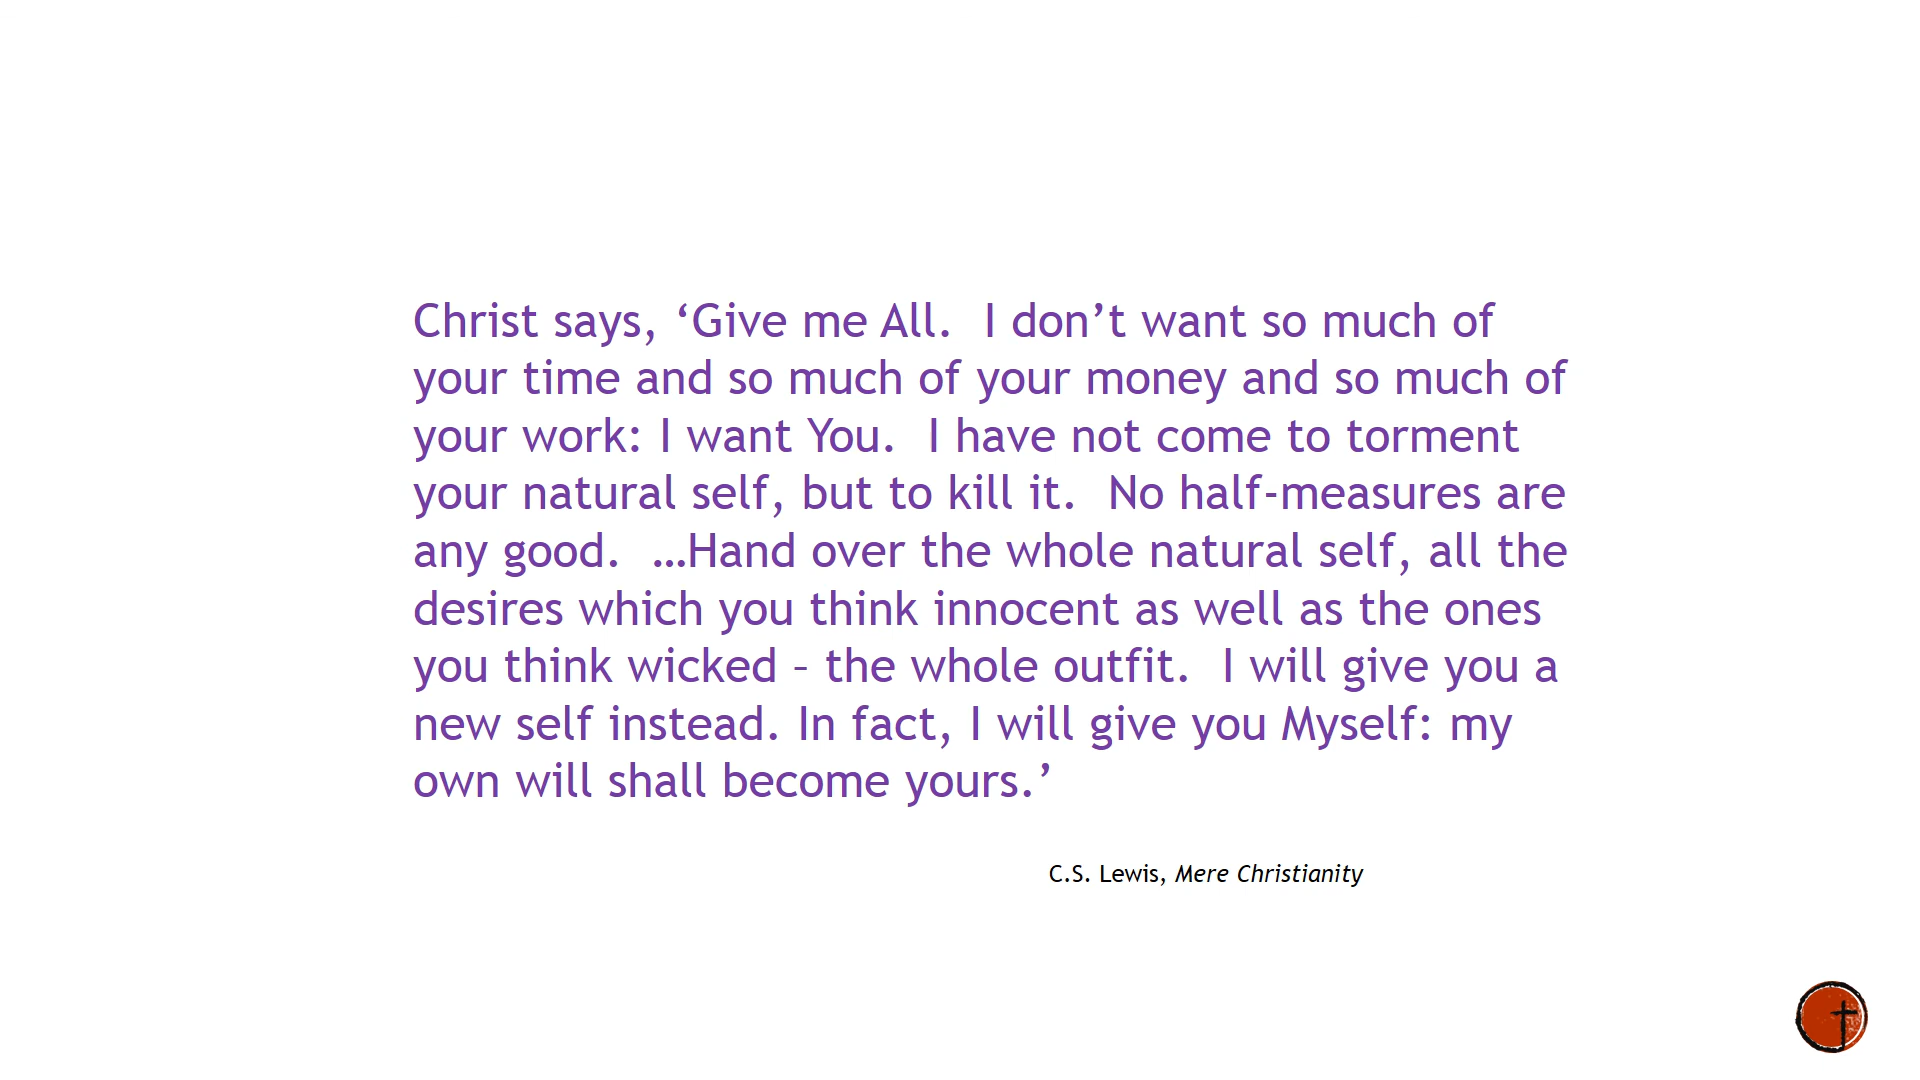 Christ says, ‘Give me All.  I don’t want so much of
your time and so much of your money and so much of
your work: I want You.  I have not come to torment
your natural self, but to kill it.  No half-measures are
any good.  …Hand over the whole natural self, all the
desires which you think innocent as well as the ones
you think wicked – the whole outfit.  I will give you a
new self instead. In fact, I will give you Myself: my
own will shall become yours.’
C.S. Lewis, Mere Christianity